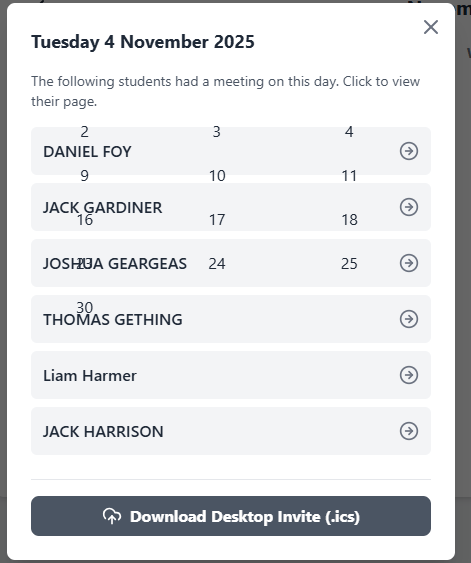 Tuesday 4 November 2025
The following students had a meeting on this day. Click to view
their page.
2 3 4
DANIEL FOY
9 10 11
JACK GARDINER
16 17 18
JOSHUA GEARGEAS
24 25
30
THOMAS GETHING
Liam Harmer
JACK HARRISON
Download Desktop Invite (.ics)